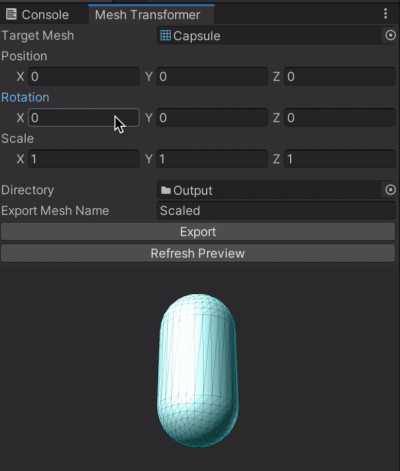 Console Mesh Transformer
Target Mesh Capsule
Position
X 0 Y 0 Z 0
Rotation
X 0 Y 0 Z 0
Scale
X 1 Y 1 Z 1
Directory Output
Export Mesh Name Scaled
Export
Refresh Preview